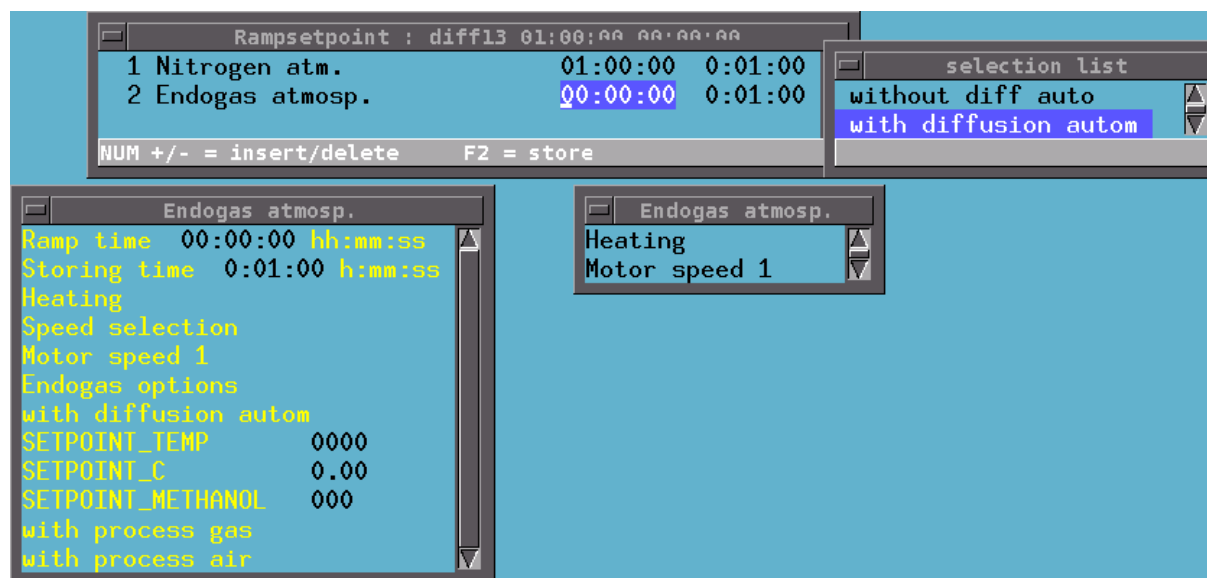 Rampsetpoint : diff13 01:00:00 00:00:00
1 Nitrogen atm. 01:00:00 0:01:00
2 Endogas atmosp. 00:00:00 0:01:00
NUM +/- = insert/delete F2 = store
selection list
without diff auto
with diffusion autom
Endogas atmosp.
Ramp time 00:00:00 hh:mm:ss
Storing time 0:01:00 h:mm:ss
Heating
Speed selection
Motor speed 1
Endogas options
with diffusion autom
SETPOINT_TEMP 0000
SETPOINT_C 0.00
SETPOINT_METHANOL 000
with process gas
with process air
Endogas atmosp.
Heating
Motor speed 1